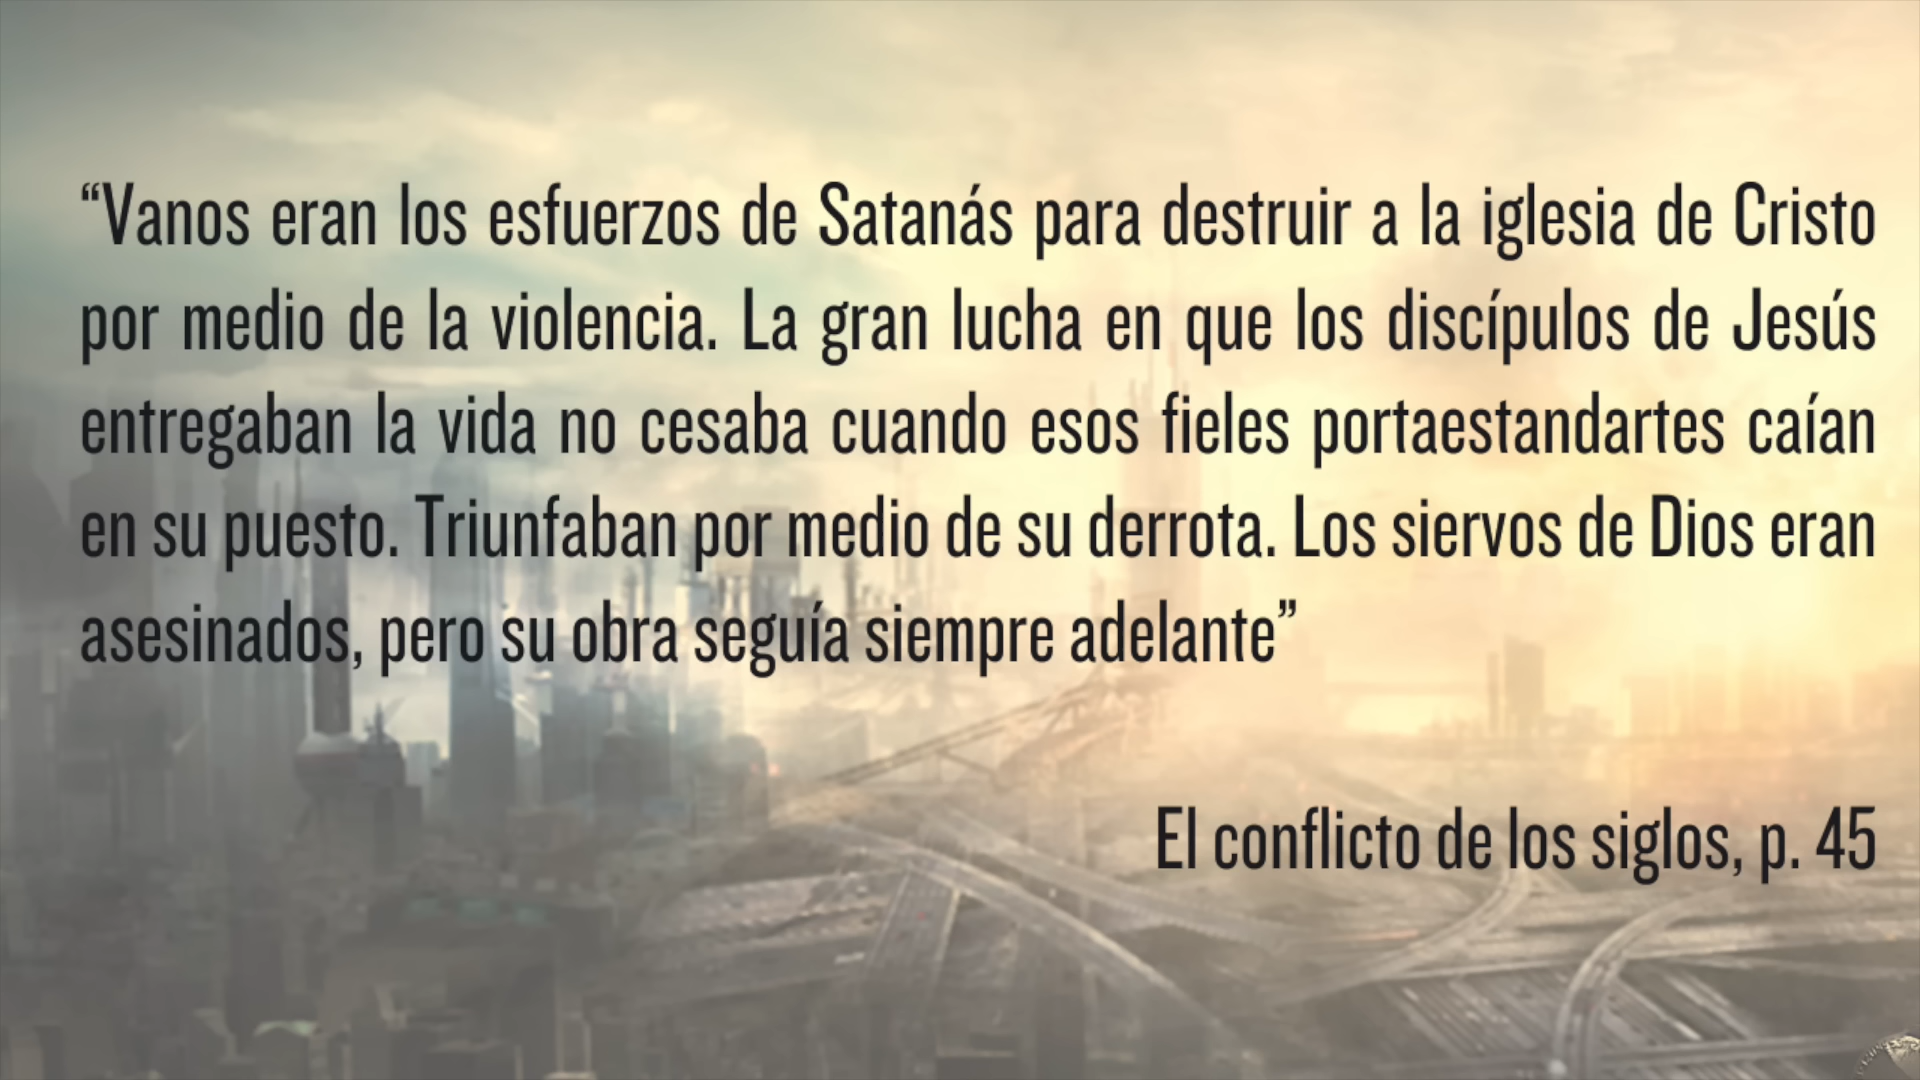 “Vanos eran los esfuerzos de Satanás para destruir a la iglesia de Cristo
por medio de la violencia. La gran lucha en que los discípulos de Jesús
entregaban la vida no cesaba cuando esos fieles portaestandartes caían
en su puesto. Triunfaban por medio de su derrota. Los siervos de Dios eran
asesinados, pero su obra seguía siempre adelante”
El conflicto de los siglos, p. 45